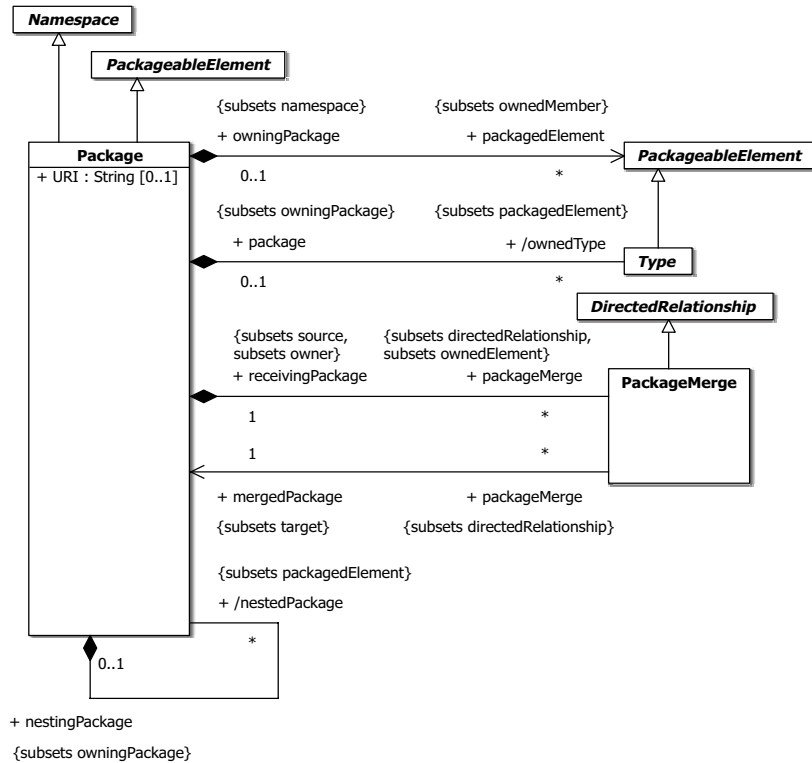 Namespace
PackageableElement
{subsets namespace}
{subsets ownedMember}
+ owningPackage
+ packagedElement
Package
PackageableElement
+ URI : String [0..1]
0..1
*
{subsets owningPackage}
{subsets packagedElement}
+ package
+ /ownedType
Type
0..1
*
DirectedRelationship
{subsets source,
subsets owner}
{subsets directedRelationship,
subsets ownedElement}
+ receivingPackage
+ packageMerge
PackageMerge
1
*
1
*
+ mergedPackage
+ packageMerge
{subsets target}
{subsets directedRelationship}
{subsets packagedElement}
+ /nestedPackage
*
0..1
+ nestingPackage
{subsets owningPackage}